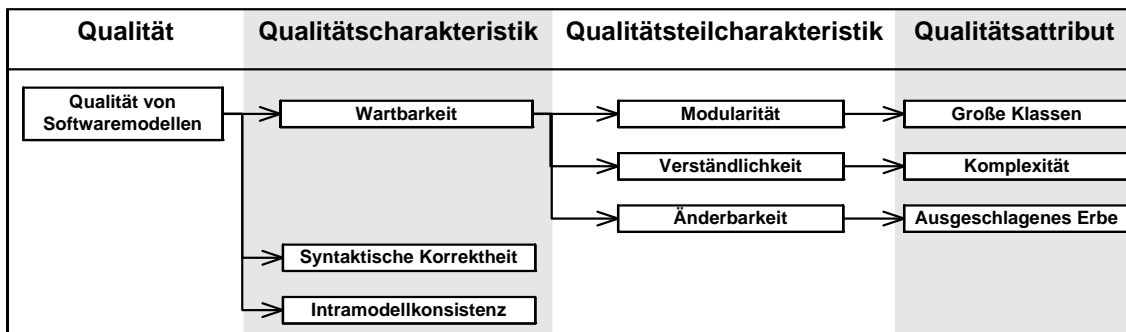 Qualität
Qualitätscharakteristik
Qualitätsteilcharakteristik
Qualitätsattribut
Qualität von
Softwaremodellen
Wartbarkeit
Modularität
Große Klassen
Verständlichkeit
Komplexität
Änderbarkeit
Ausgeschlagenes Erbe
Syntaktische Korrektheit
Intramodellkonsistenz